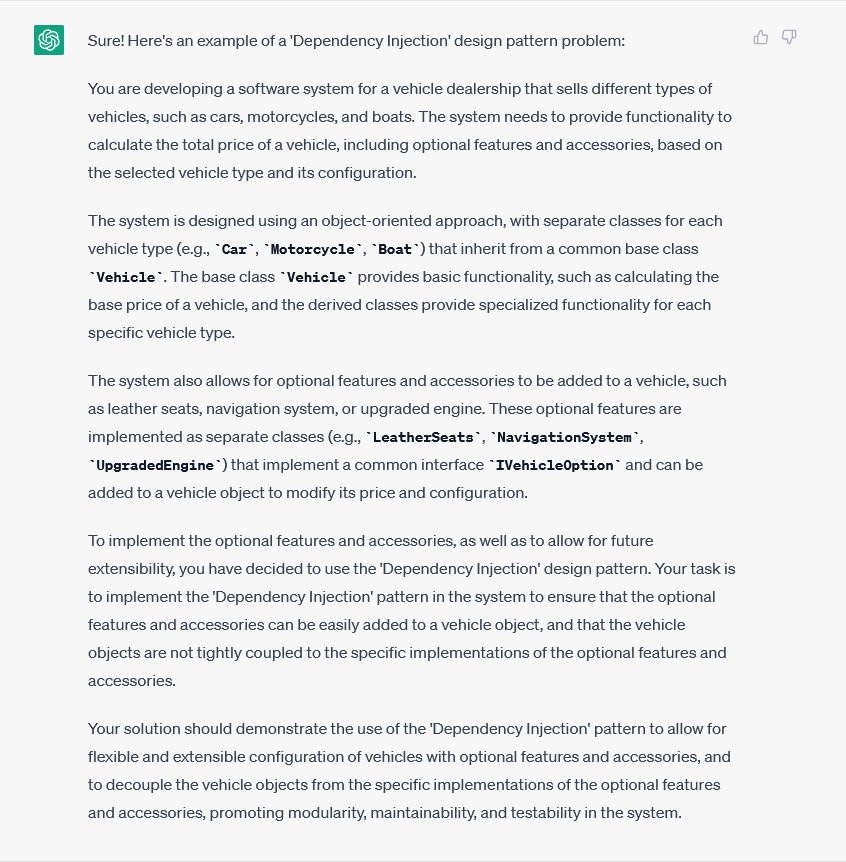 Sure! Here's an example of a 'Dependency Injection' design pattern problem:
You are developing a software system for a vehicle dealership that sells different types of
vehicles, such as cars, motorcycles, and boats. The system needs to provide functionality to
calculate the total price of a vehicle, including optional features and accessories, based on
the selected vehicle type and its configuration.
The system is designed using an object-oriented approach, with separate classes for each
vehicle type (e.g., `Car`, `Motorcycle`, `Boat`) that inherit from a common base class
`Vehicle`. The base class `Vehicle` provides basic functionality, such as calculating the
base price of a vehicle, and the derived classes provide specialized functionality for each
specific vehicle type.
The system also allows for optional features and accessories to be added to a vehicle, such
as leather seats, navigation system, or upgraded engine. These optional features are
implemented as separate classes (e.g., `LeatherSeats`, `NavigationSystem`,
`UpgradedEngine`) that implement a common interface `IVehicleOption` and can be
added to a vehicle object to modify its price and configuration.
To implement the optional features and accessories, as well as to allow for future
extensibility, you have decided to use the 'Dependency Injection' design pattern. Your task is
to implement the 'Dependency Injection' pattern in the system to ensure that the optional
features and accessories can be easily added to a vehicle object, and that the vehicle
objects are not tightly coupled to the specific implementations of the optional features and
accessories.
Your solution should demonstrate the use of the 'Dependency Injection' pattern to allow for
flexible and extensible configuration of vehicles with optional features and accessories, and
to decouple the vehicle objects from the specific implementations of the optional features
and accessories, promoting modularity, maintainability, and testability in the system.